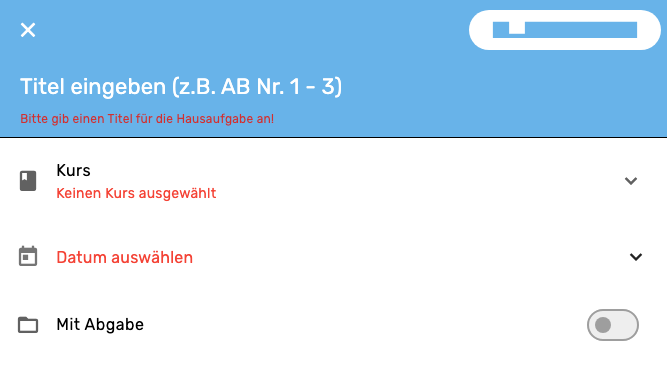 Titel eingeben (z.B. AB Nr. 1 - 3)
Bitte gib einen Titel für die Hausaufgabe an!
Kurs
Keinen Kurs ausgewählt
Datum auswählen
Mit Abgabe